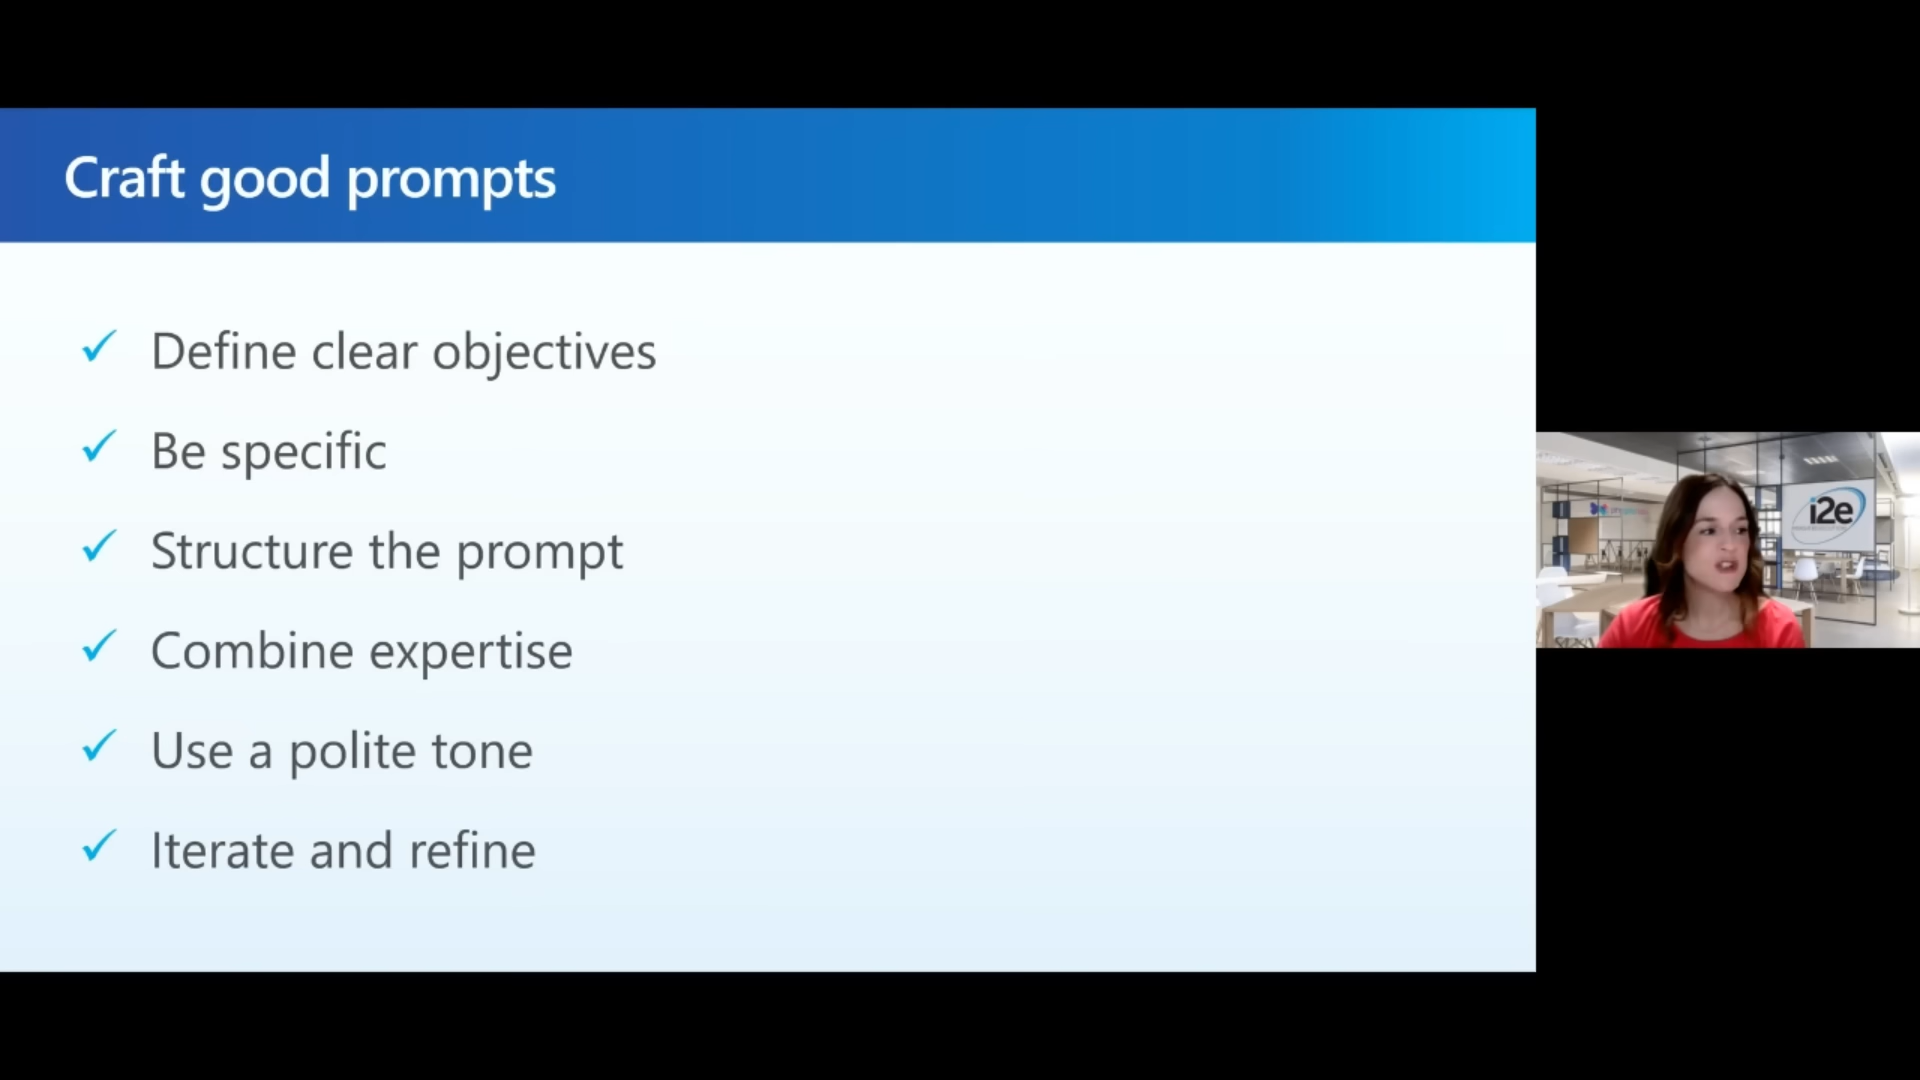 Craft good prompts
Define clear objectives
Be specific
Structure the prompt
Combine expertise
Use a polite tone
Iterate and refine
i2e